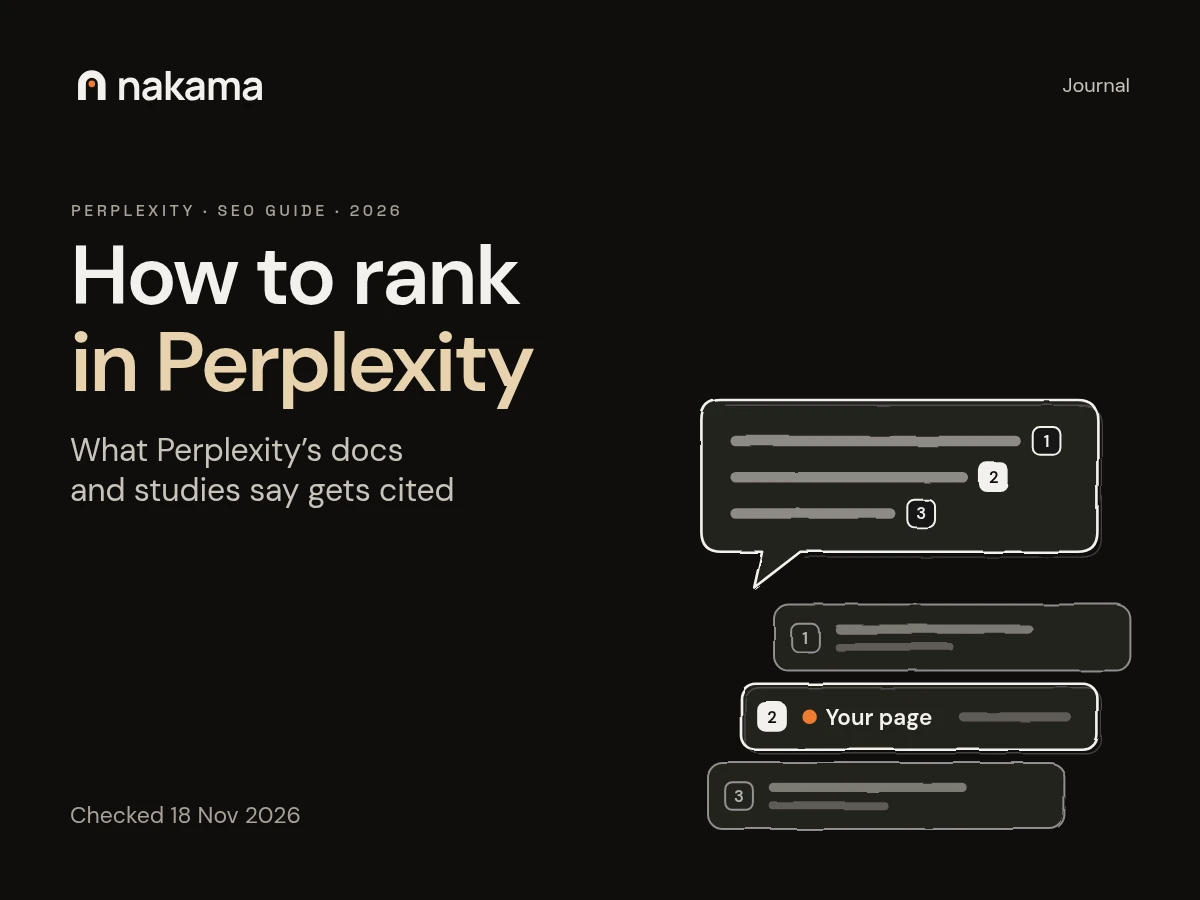 nakama
Journal
PERPLEXITY · SEO GUIDE · 2026
How to rank
in Perplexity
What Perplexity’s docs
and studies say gets cited
1
2
3
1
2 Your page
3
Checked 18 Nov 2026